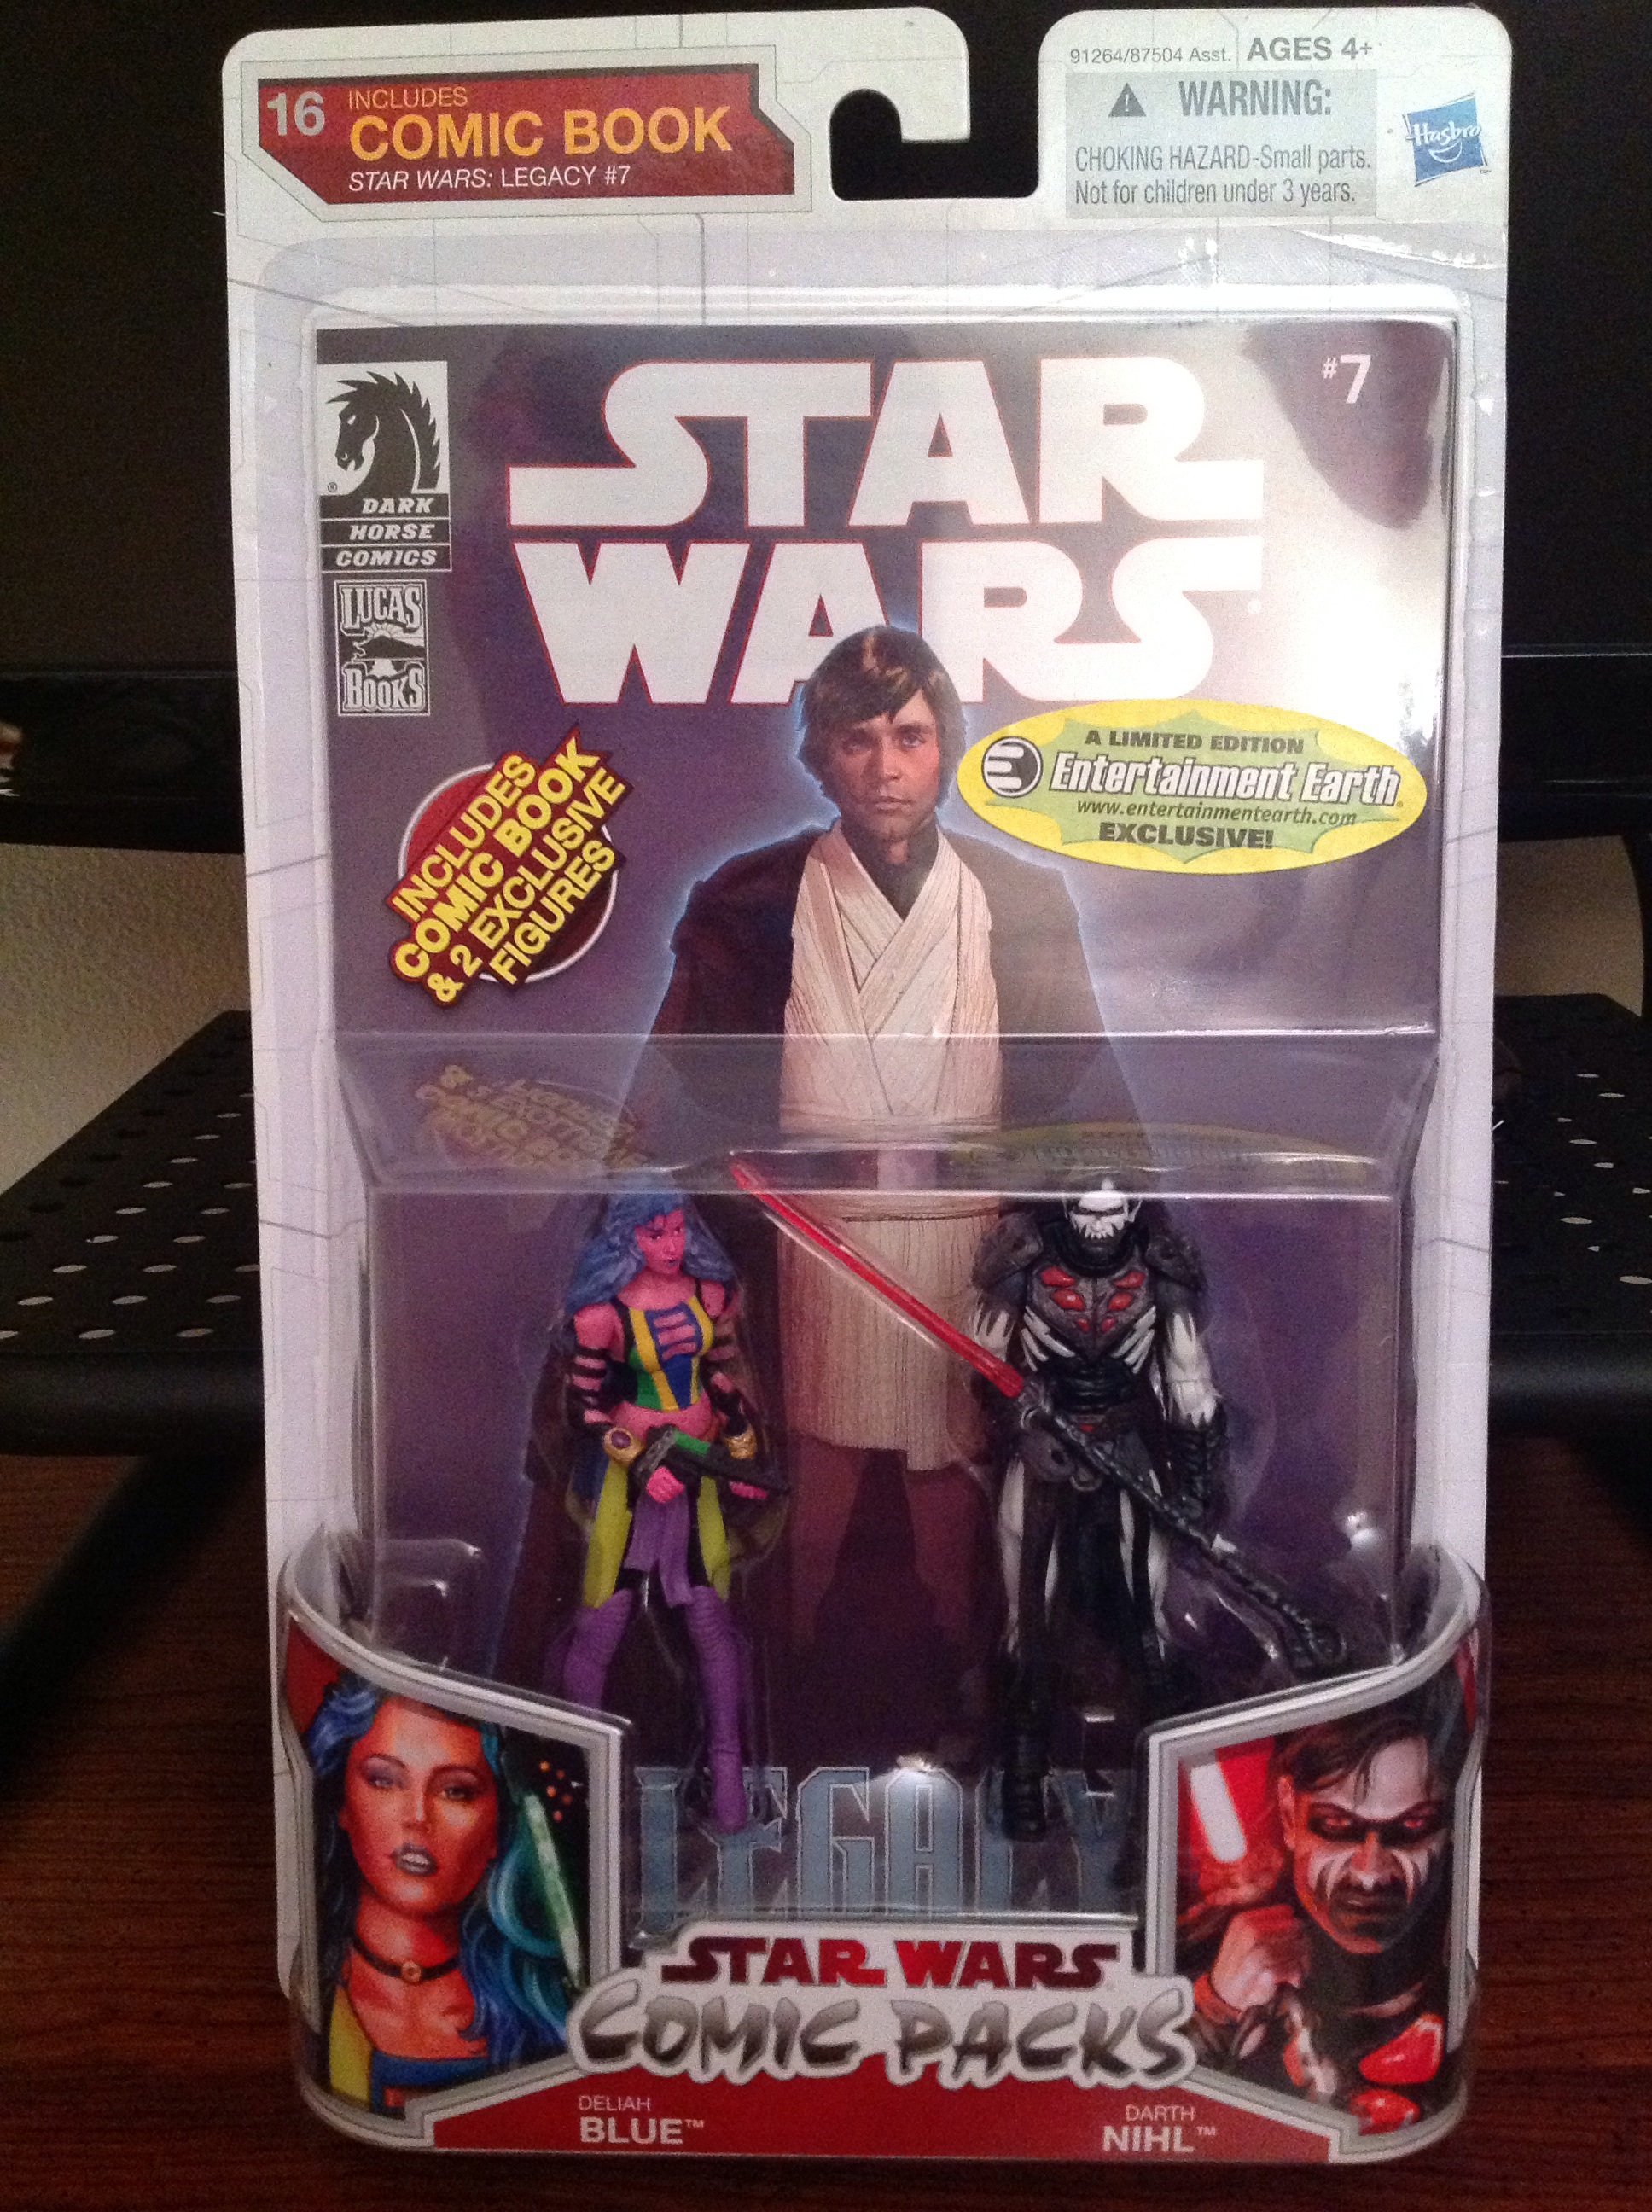 16
INCLUDES
COMIC BOOK
STAR WARS: LEGACY #7
91264/87504 Asst. AGES 4+
WARNING:
CHOKING HAZARD-Small parts.
Not for children under 3 years.
Hasbro
#7
STAR
WARS
DARK
HORSE
COMICS
LUCAS
BOOKS
INCLUDES
COMIC BOOK
& 2 EXCLUSIVE
FIGURES
A LIMITED EDITION
Entertainment Earth
www.entertainmentearth.com
EXCLUSIVE!
LEGACY
STAR WARS
COMIC PACKS
DELIAH
BLUE™
DARTH
NIHL™